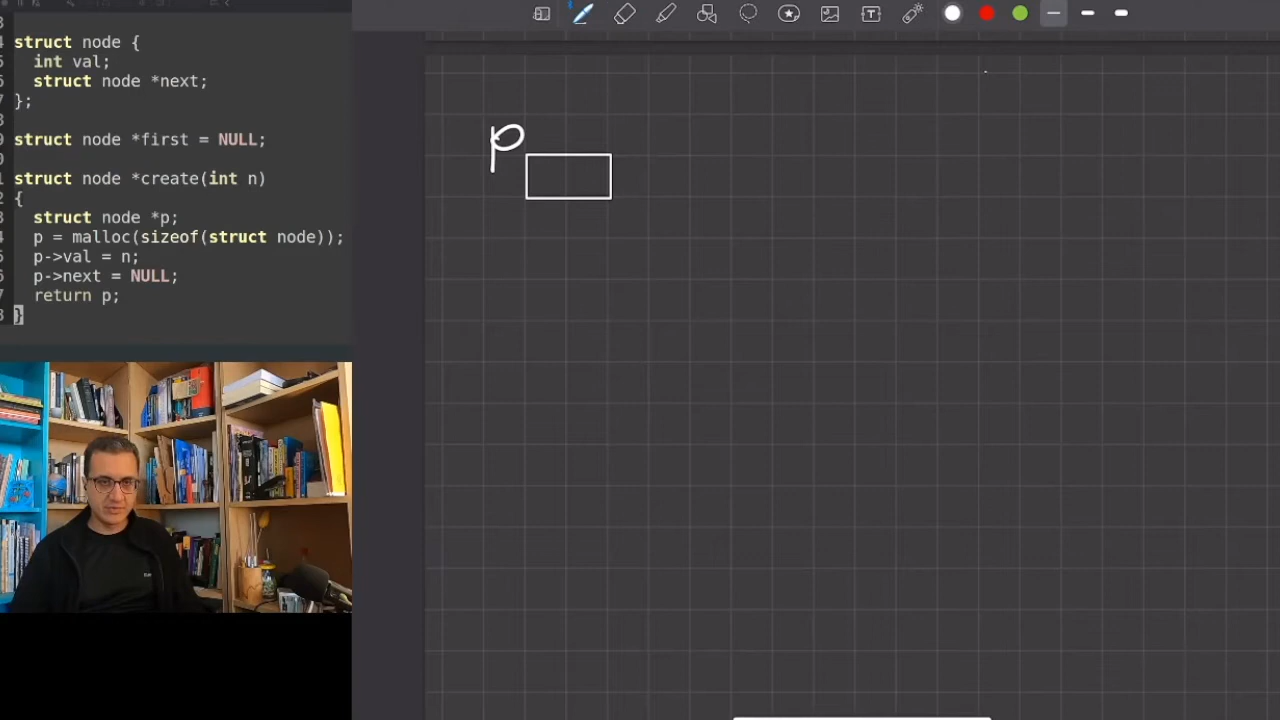 struct node {
int val;
struct node *next;
};
struct node *first = NULL;
struct node *create(int n)
{
struct node *p;
p = malloc(sizeof(struct node));
p->val = n;
p->next = NULL;
return p;
}
p